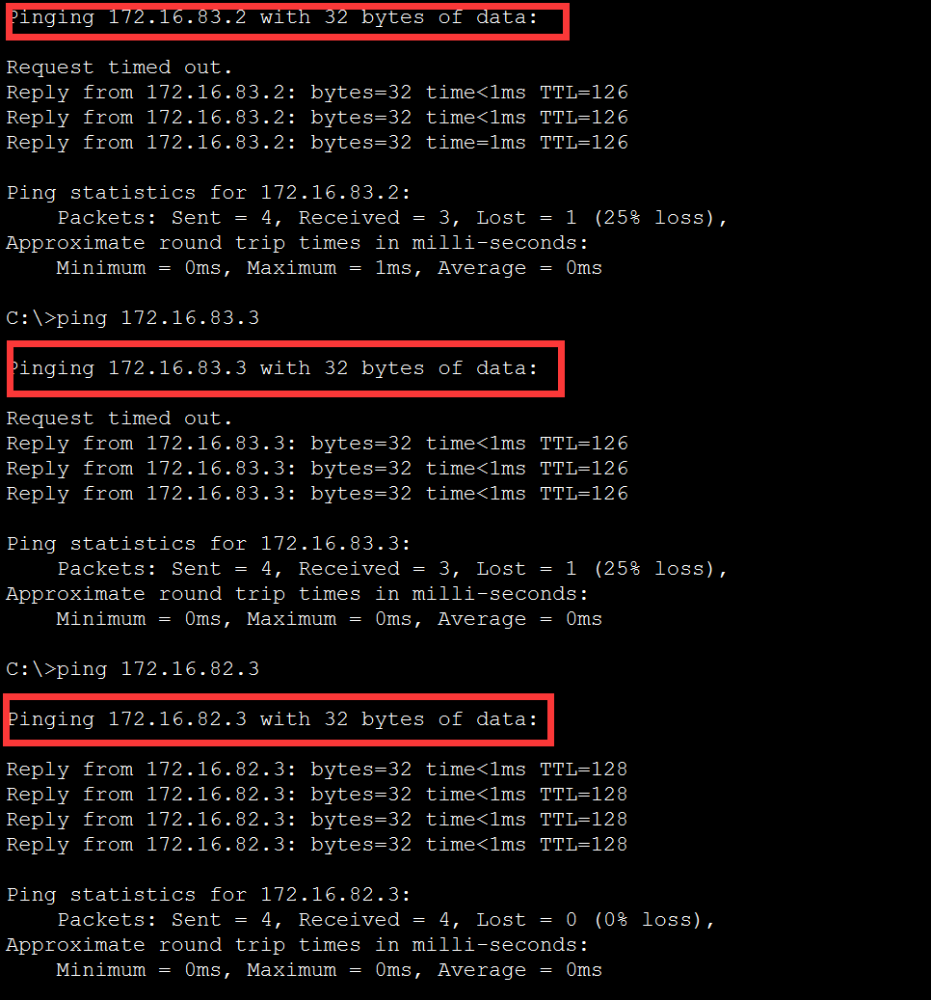 Pinging 172.16.83.2 with 32 bytes of data:
Request timed out.
Reply from 172.16.83.2: bytes=32 time<1ms TTL=126
Reply from 172.16.83.2: bytes=32 time<1ms TTL=126
Reply from 172.16.83.2: bytes=32 time=1ms TTL=126
Ping statistics for 172.16.83.2:
Packets: Sent = 4, Received = 3, Lost = 1 (25% loss),
Approximate round trip times in milli-seconds:
Minimum = 0ms, Maximum = 1ms, Average = 0ms
C:\>ping 172.16.83.3
Pinging 172.16.83.3 with 32 bytes of data:
Request timed out.
Reply from 172.16.83.3: bytes=32 time<1ms TTL=126
Reply from 172.16.83.3: bytes=32 time<1ms TTL=126
Reply from 172.16.83.3: bytes=32 time<1ms TTL=126
Ping statistics for 172.16.83.3:
Packets: Sent = 4, Received = 3, Lost = 1 (25% loss),
Approximate round trip times in milli-seconds:
Minimum = 0ms, Maximum = 0ms, Average = 0ms
C:\>ping 172.16.82.3
Pinging 172.16.82.3 with 32 bytes of data:
Reply from 172.16.82.3: bytes=32 time<1ms TTL=128
Reply from 172.16.82.3: bytes=32 time<1ms TTL=128
Reply from 172.16.82.3: bytes=32 time<1ms TTL=128
Reply from 172.16.82.3: bytes=32 time<1ms TTL=128
Ping statistics for 172.16.82.3:
Packets: Sent = 4, Received = 4, Lost = 0 (0% loss),
Approximate round trip times in milli-seconds:
Minimum = 0ms, Maximum = 0ms, Average = 0ms